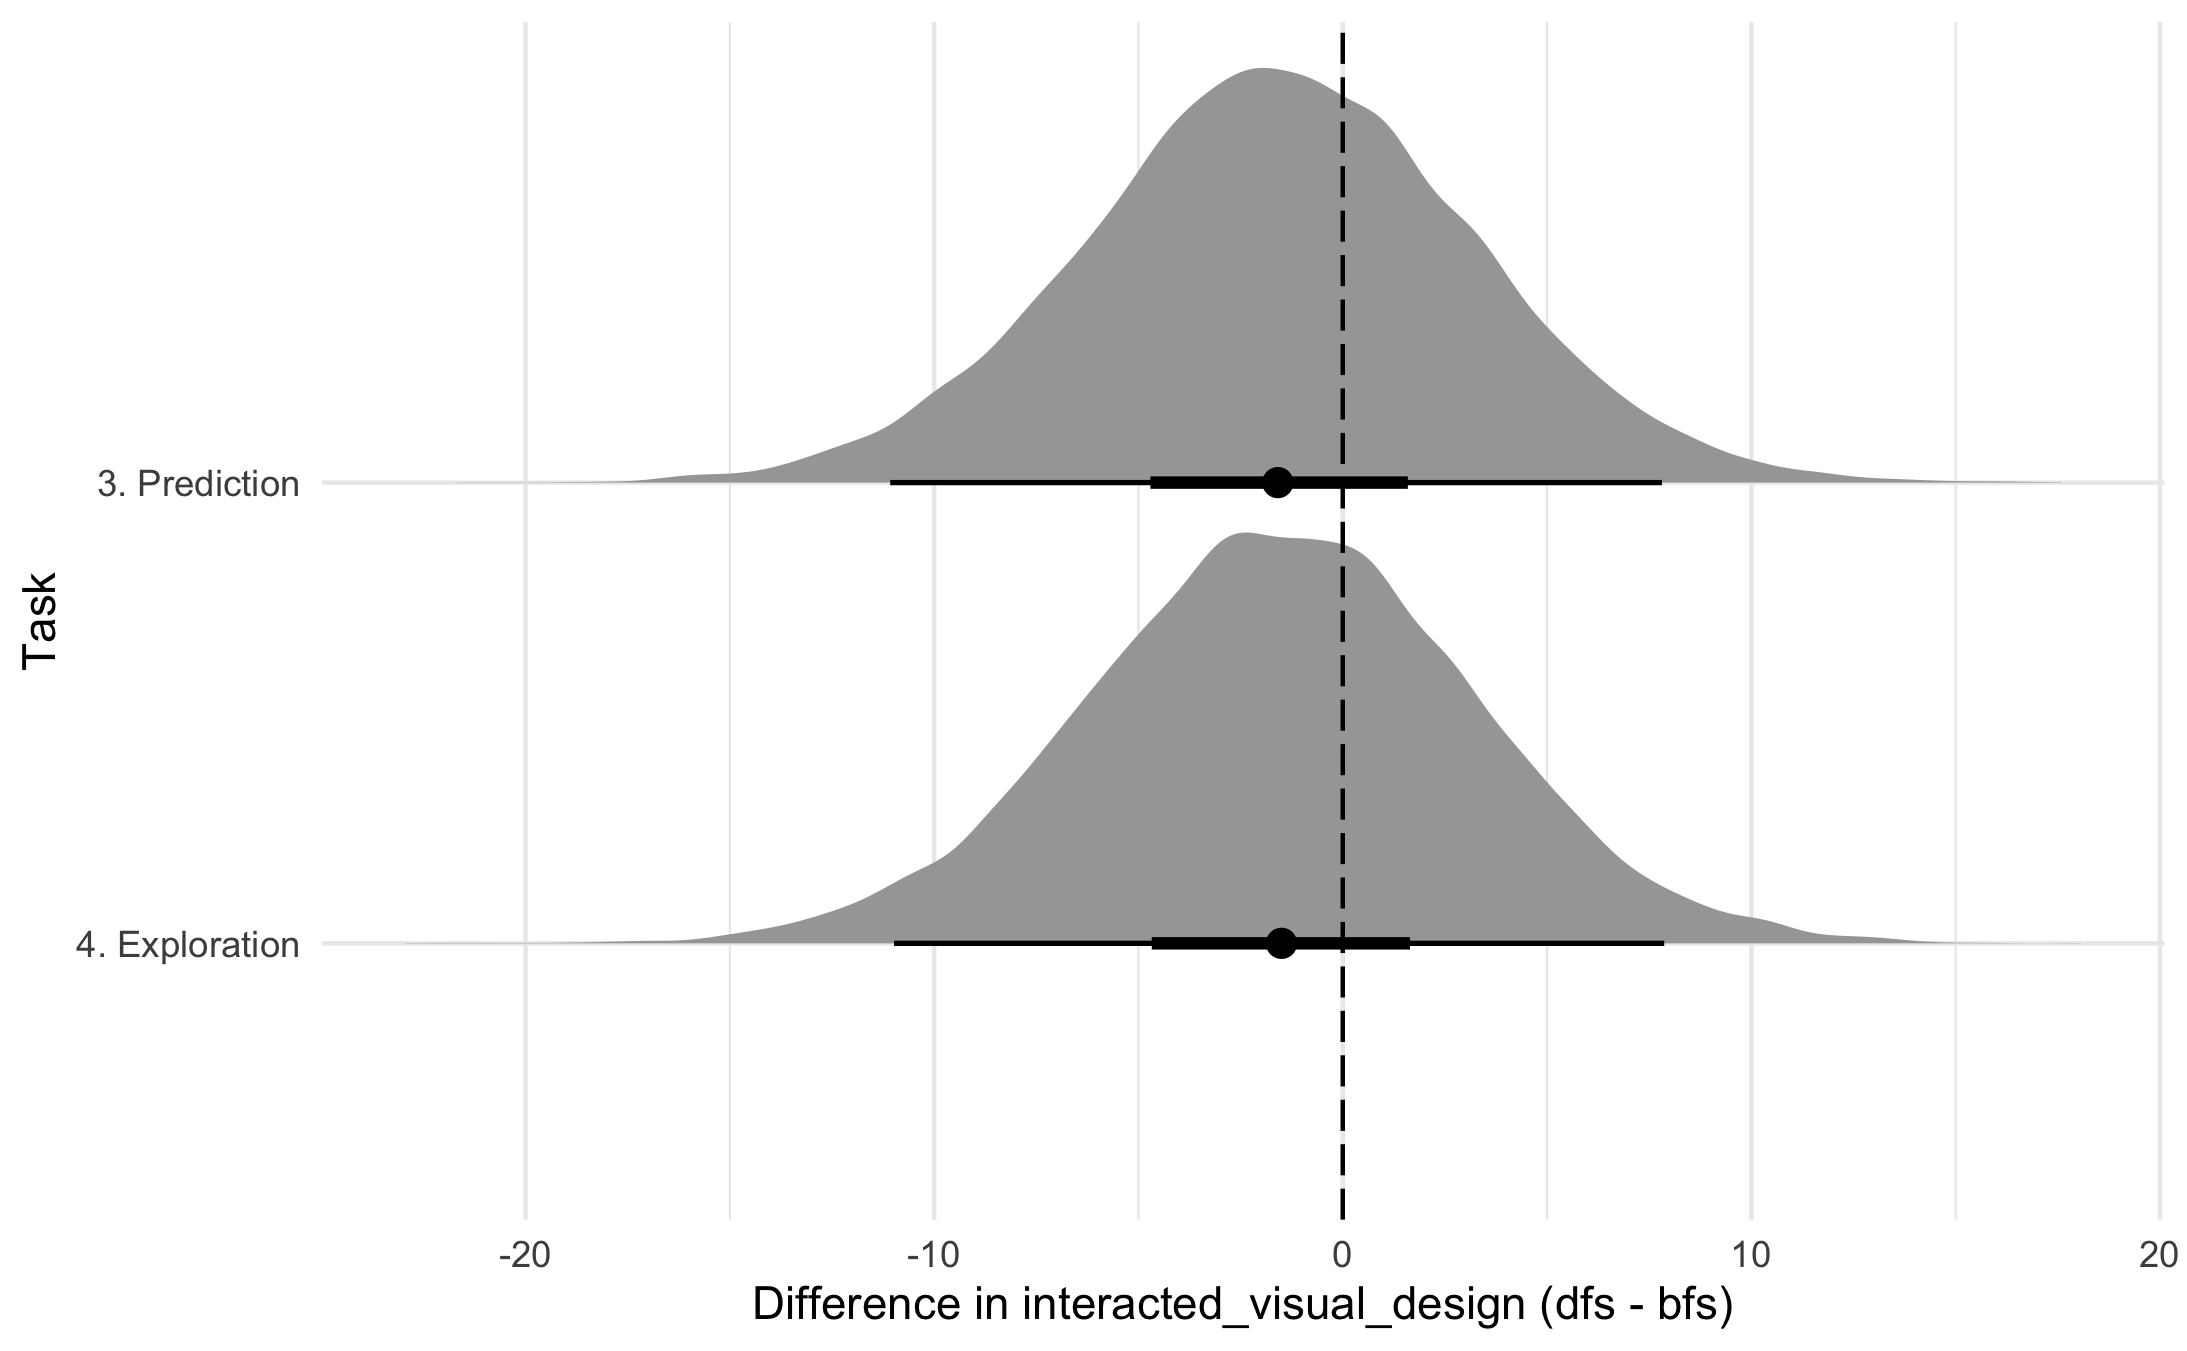 3. Prediction
Task
4. Exploration
-20 -10 0 10 20
Difference in interacted_visual_design (dfs - bfs)